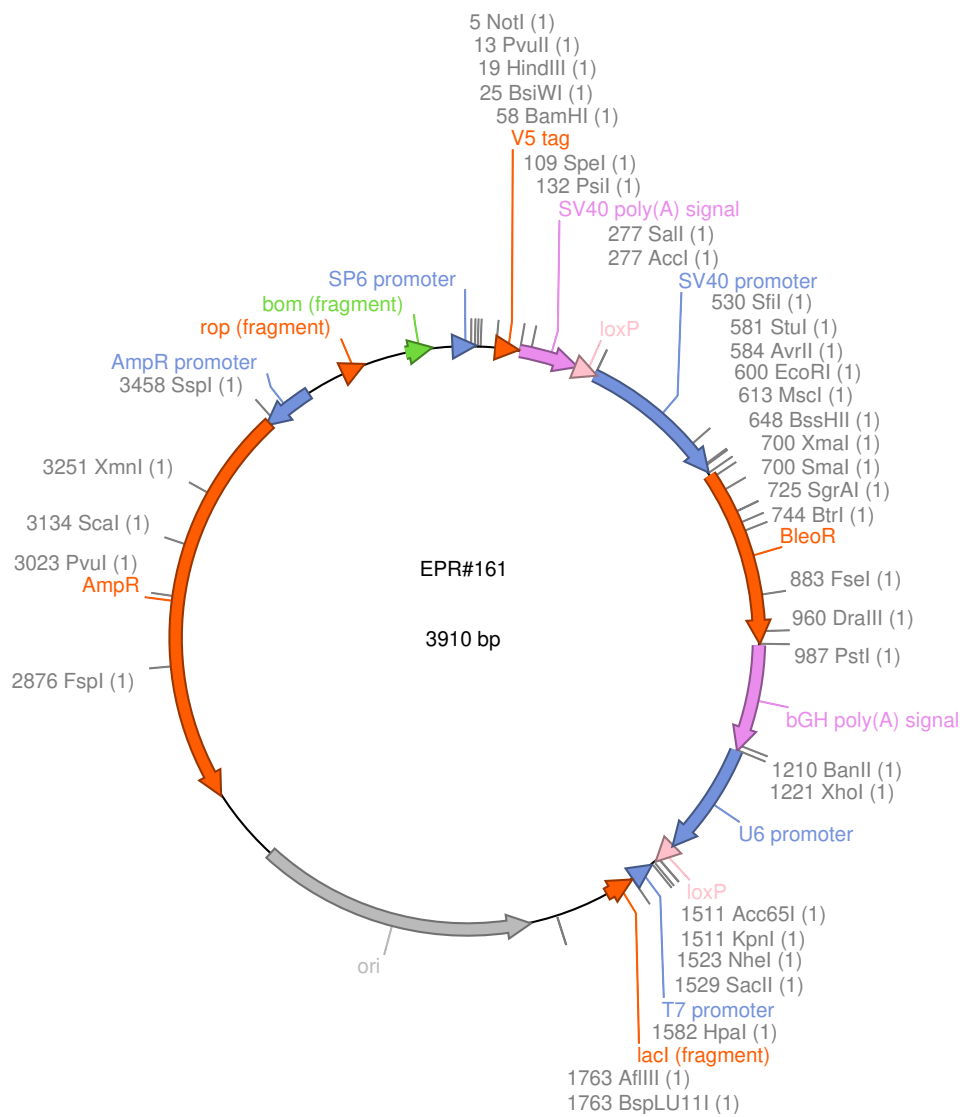 5 NotI (1)
13 PvuII (1)
19 HindIII (1)
25 BsiWI (1)
58 BamHI (1)
V5 tag
109 SpeI (1)
132 PsiI (1)
SV40 poly(A) signal
277 SalI (1)
277 AccI (1)
SV40 promoter
530 SfiI (1)
loxP
581 StuI (1)
584 AvrII (1)
600 EcoRI (1)
613 MscI (1)
648 BssHII (1)
700 XmaI (1)
700 SmaI (1)
725 SgrAI (1)
744 BtrI (1)
BleoR
883 FseI (1)
960 DraIII (1)
987 PstI (1)
bGH poly(A) signal
1210 BanII (1)
1221 XhoI (1)
U6 promoter
loxP
1511 Acc65I (1)
1511 KpnI (1)
1523 NheI (1)
1529 SacII (1)
T7 promoter
1582 HpaI (1)
lacI (fragment)
1763 AflIII (1)
1763 BspLU11I (1)
ori
2876 FspI (1)
AmpR
3023 PvuI (1)
3134 ScaI (1)
3251 XmnI (1)
3458 SspI (1)
AmpR promoter
rop (fragment)
bom (fragment)
SP6 promoter
EPR#161
3910 bp